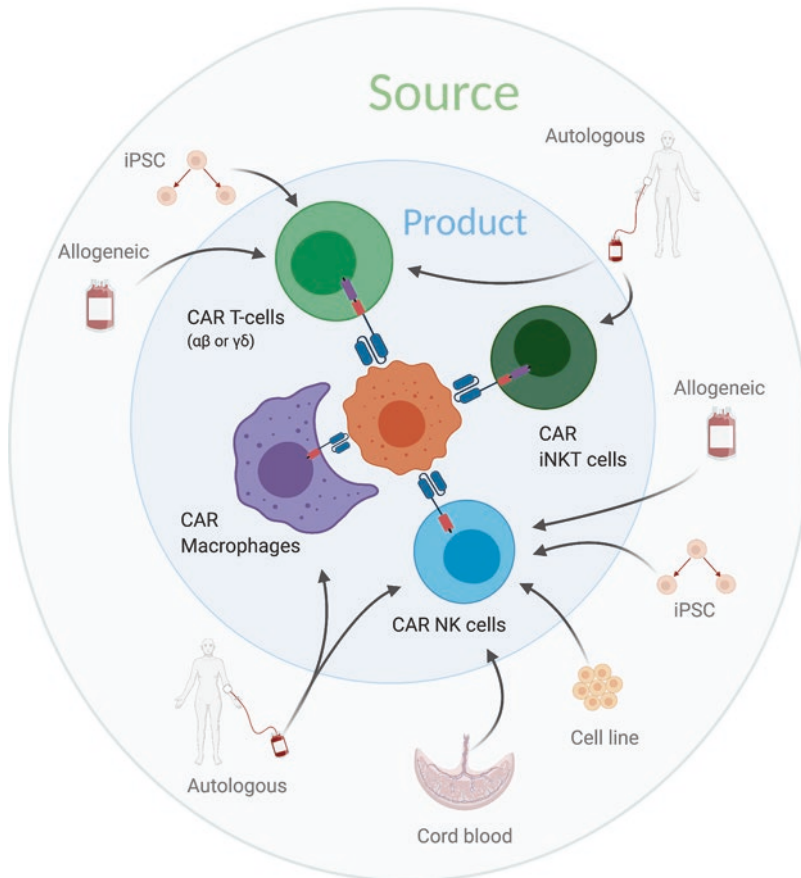 Source
Autologous
iPSC
Product
Allogeneic
CAR T-cells
(αβ or γδ)
Allogeneic
CAR
iNKT cells
CAR
Macrophages
iPSC
CAR NK cells
Cell line
Autologous
Cord blood